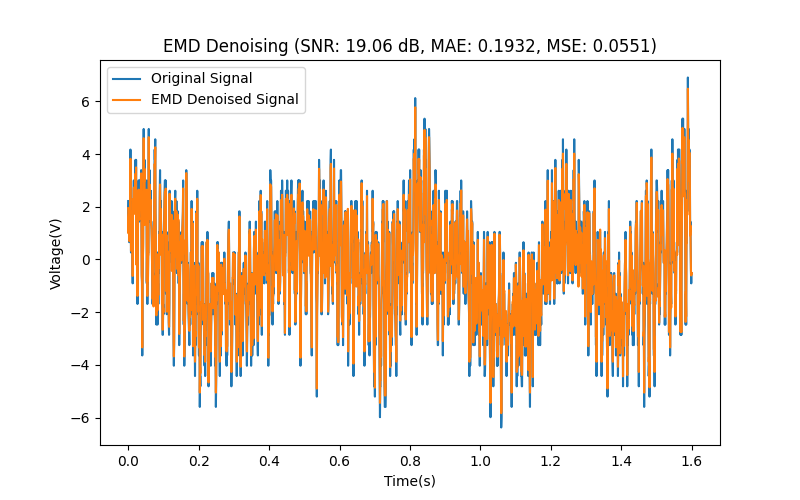 EMD Denoising (SNR: 19.06 dB, MAE: 0.1932, MSE: 0.0551)
Original Signal
EMD Denoised Signal
Voltage(V)
6
4
2
0
−2
−4
−6
0.0 0.2 0.4 0.6 0.8 1.0 1.2 1.4 1.6
Time(s)